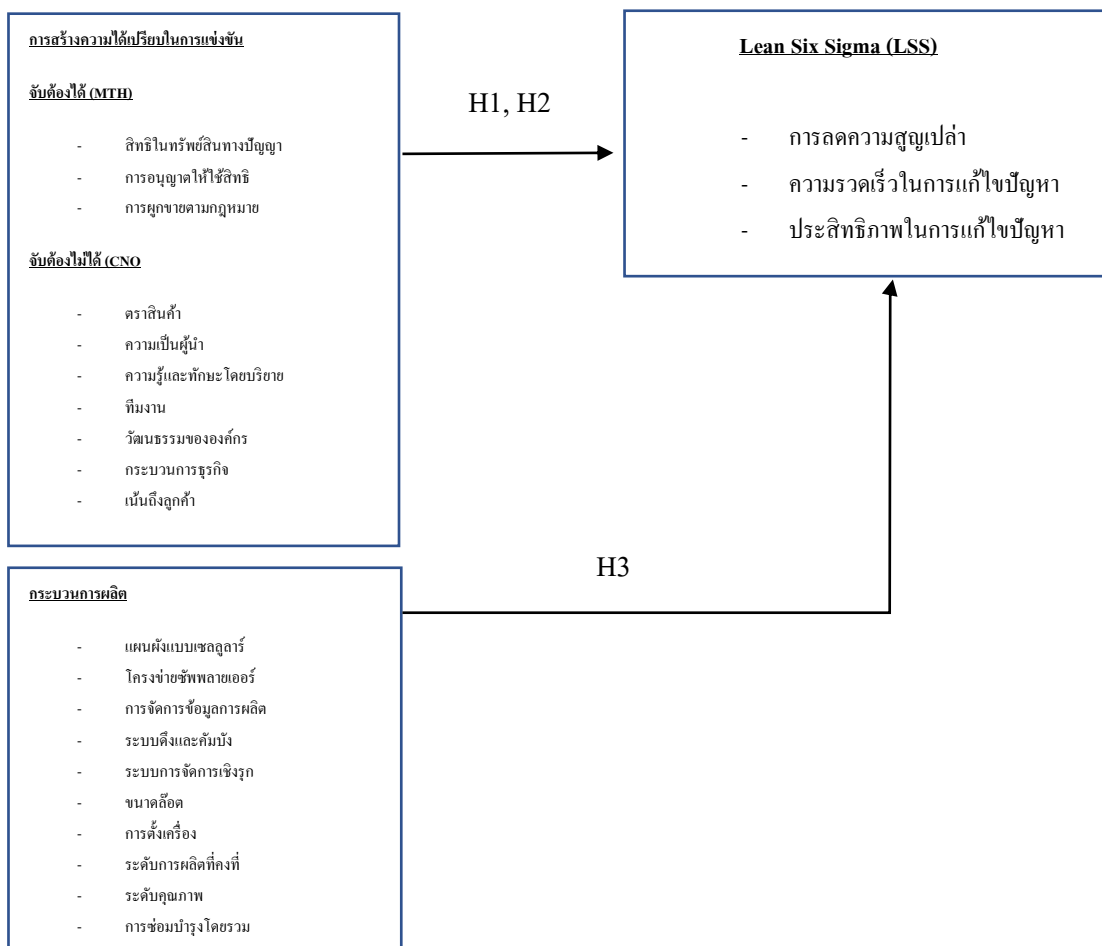 การสร้างความได้เปรียบในการแข่งขัน
จับต้องได้ (MTH)
- สิทธิในทรัพย์สินทางปัญญา
- การอนุญาตให้ใช้สิทธิ
- การผูกขายตามกฎหมาย
จับต้องไม่ได้ (CNO
- ตราสินค้า
- ความเป็นผู้นำ
- ความรู้และทักษะโดยบริยาย
- ทีมงาน
- วัฒนธรรมขององค์กร
- กระบวนการธุรกิจ
- เน้นถึงลูกค้า
H1, H2
Lean Six Sigma (LSS)
- การลดความสูญเปล่า
- ความรวดเร็วในการแก้ไขปัญหา
- ประสิทธิภาพในการแก้ไขปัญหา
H3
กระบวนการผลิต
- แผนผังแบบเซลลูลาร์
- โครงข่ายซัพพลายเออร์
- การจัดการข้อมูลการผลิต
- ระบบดึงและคัมบัง
- ระบบการจัดการเชิงรุก
- ขนาดล๊อต
- การตั้งเครื่อง
- ระดับการผลิตที่คงที่
- ระดับคุณภาพ
- การซ่อมบำรุงโดยรวม